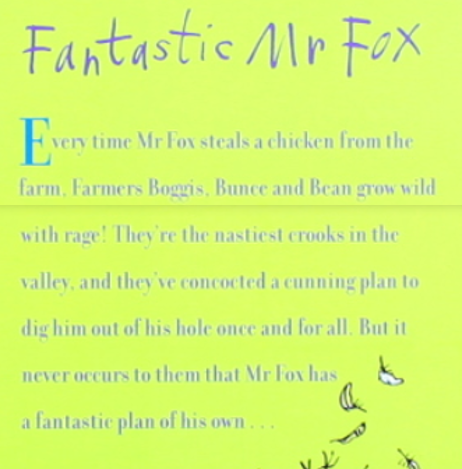 Fantastic Mr Fox
Every time Mr Fox steals a chicken from the
farm, Farmers Boggis, Bunce and Bean grow wild
with rage! They're the nastiest crooks in the
valley, and they've concocted a cunning plan to
dig him out of his hole once and for all. But it
never occurs to them that Mr Fox has
a fantastic plan of his own . . .